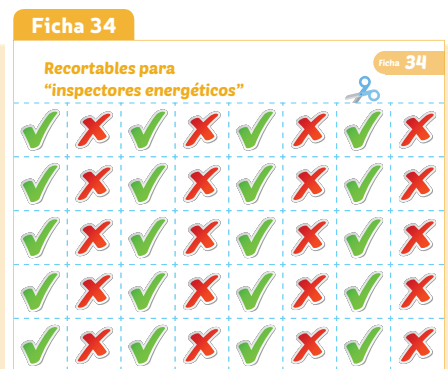 Ficha 34
Recortables para
“inspectores energéticos”
Ficha 34